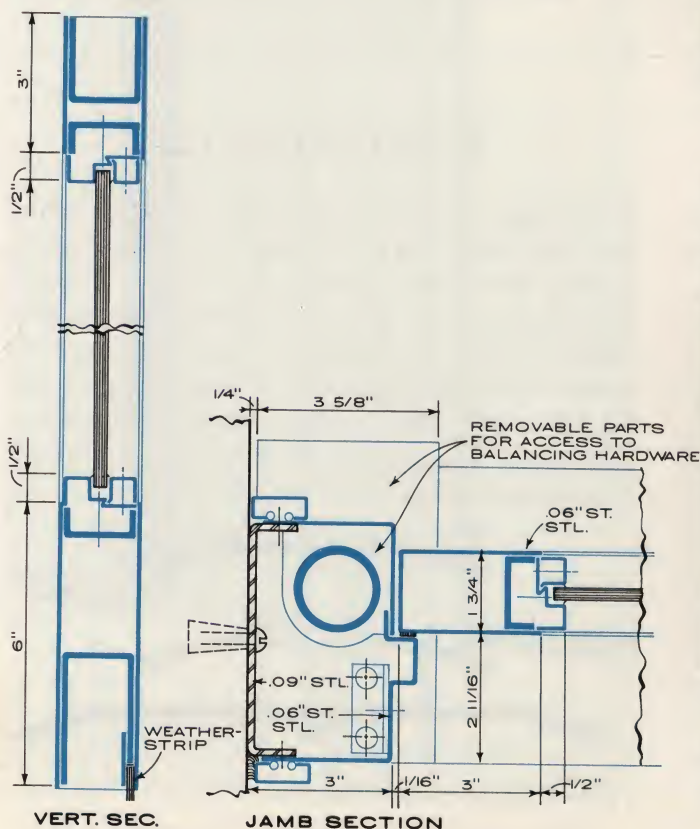 3"
1/2"
1/2"
6"
WEATHER-
STRIP
VERT. SEC.
1/4"
3 5/8"
REMOVABLE PARTS
FOR ACCESS TO
BALANCING HARDWARE
.06" ST.
STL.
1 3/4"
2 11/16"
.09" STL.
.06" ST.
STL.
3"
1/16"
3"
1/2"
JAMB SECTION